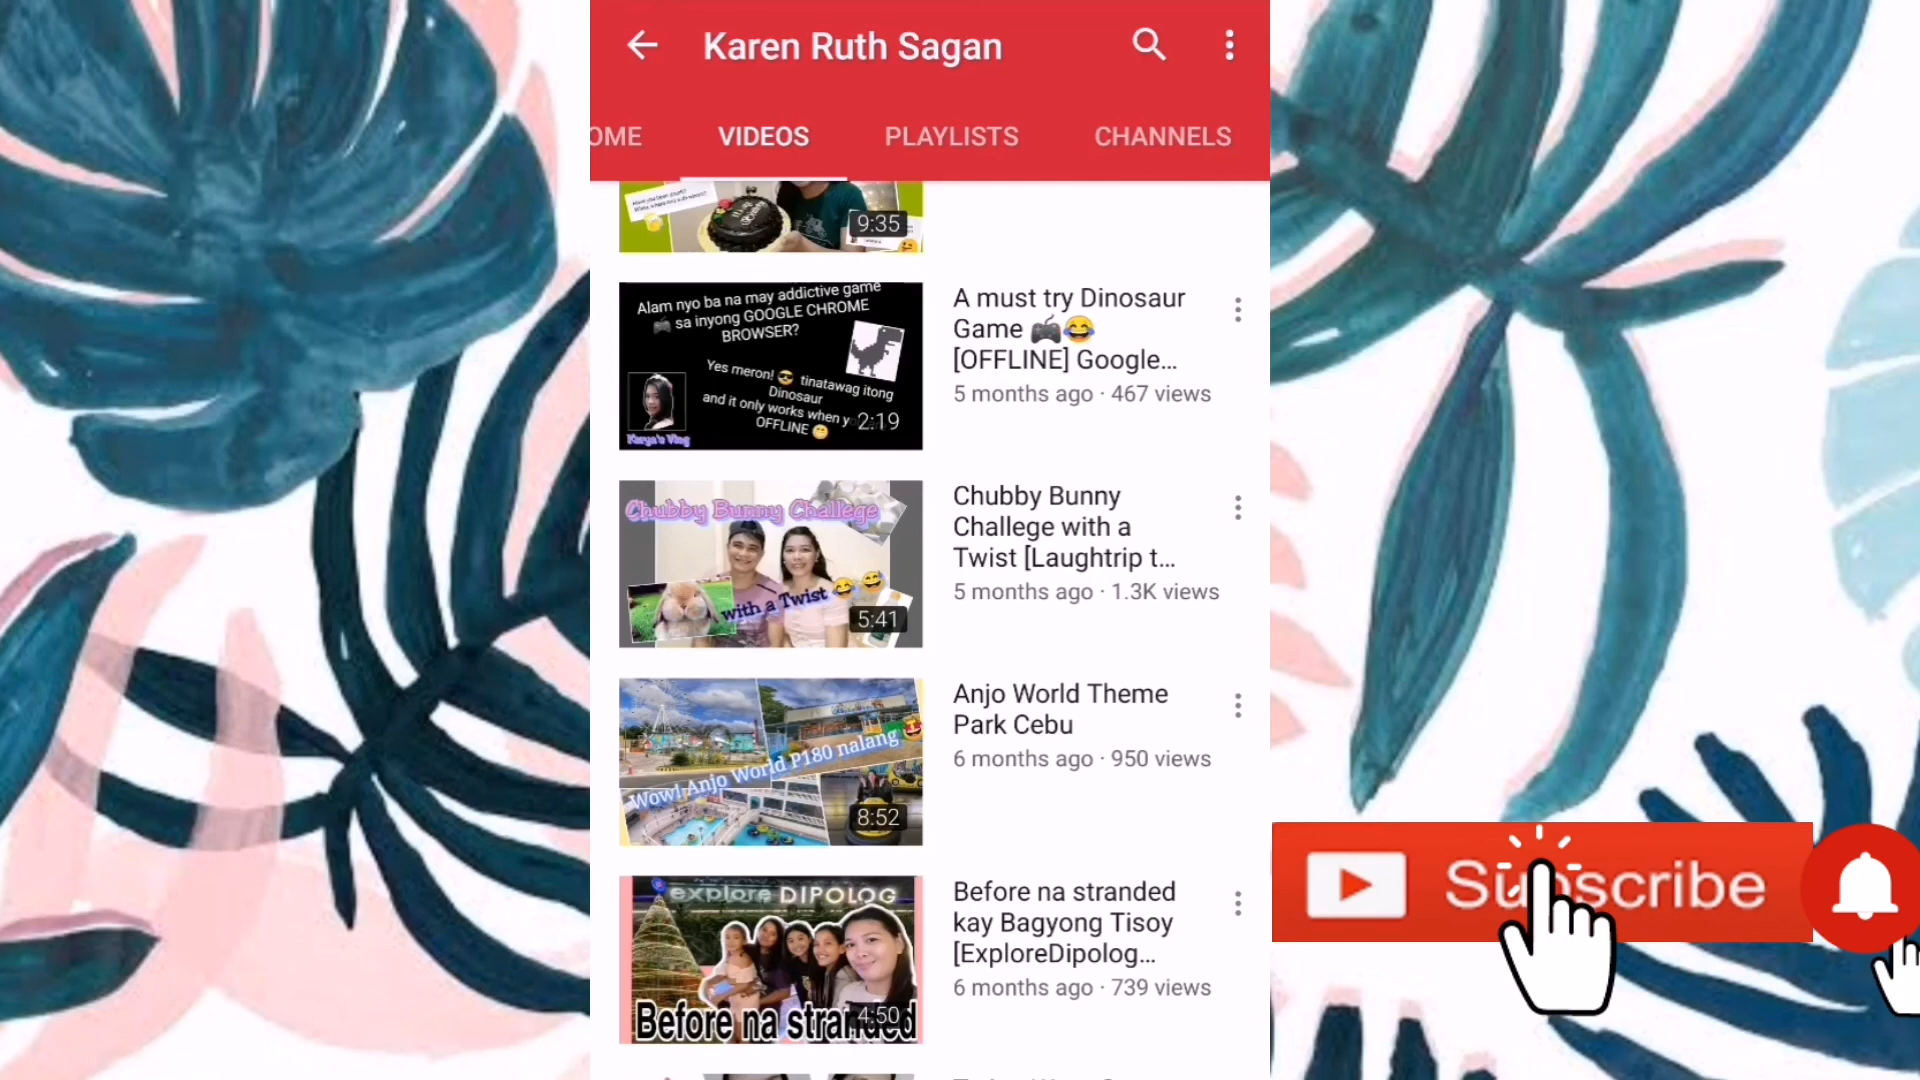 Karen Ruth Sagan
OME
VIDEOS
PLAYLISTS
CHANNELS
9:35
Alam nyo ba na may addictive game
🎮 sa inyong GOOGLE CHROME
BROWSER?
Yes meron! 😎 tinatawag itong
Dinosaur
and it only works when
OFFLINE 😁
Karya's Vlog
2:19
A must try Dinosaur
Game 🎮😂
[OFFLINE] Google...
5 months ago · 467 views
Chubby Bunny Challege
with a Twist 😂
5:41
Chubby Bunny
Challege with a
Twist [Laughtrip t...
5 months ago · 1.3K views
Wow! Anjo World P180 nalang
8:52
Anjo World Theme
Park Cebu
6 months ago · 950 views
explore DIPOLOG
Before na stranded
4:50
Before na stranded
kay Bagyong Tisoy
[ExploreDipolog...
6 months ago · 739 views
Subscribe